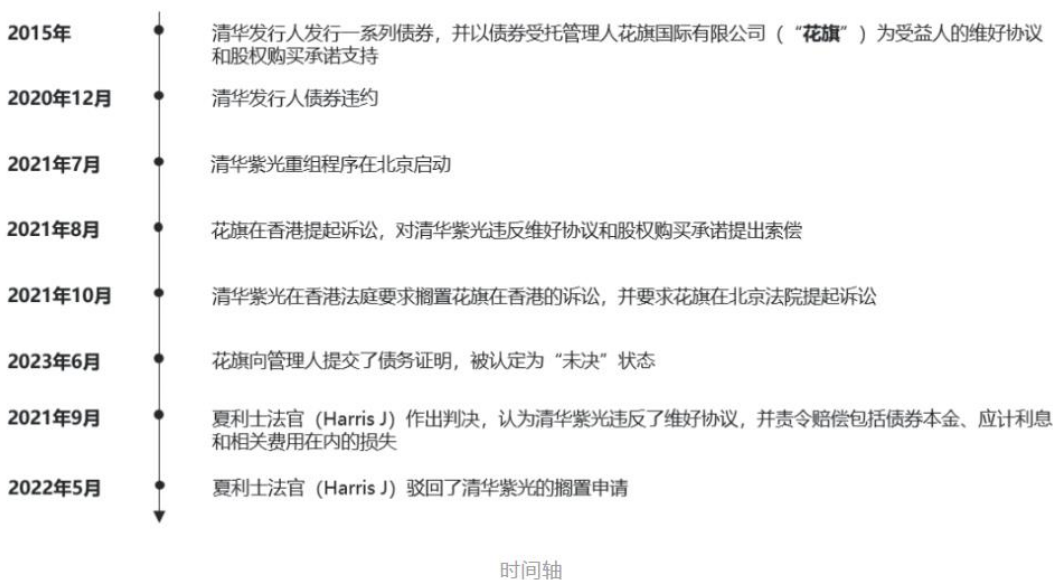 2015年 清华发行人发行一系列债券，并以债券受托管理人花旗国际有限公司（“花旗”）为受益人的维好协议
和股权购买承诺支持
2020年12月 清华发行人债券违约
2021年7月 清华紫光重组程序在北京启动
2021年8月 花旗在香港提起诉讼，对清华紫光违反维好协议和股权购买承诺提出索偿
2021年10月 清华紫光在香港法庭要求搁置花旗在香港的诉讼，并要求花旗在北京法院提起诉讼
2023年6月 花旗向管理人提交了债务证明，被认定为“未决”状态
2021年9月 夏利士法官（Harris J）作出判决，认为清华紫光违反了维好协议，并责令赔偿包括债券本金、应计利息
和相关费用在内的损失
2022年5月 夏利士法官（Harris J）驳回了清华紫光的搁置申请
时间轴